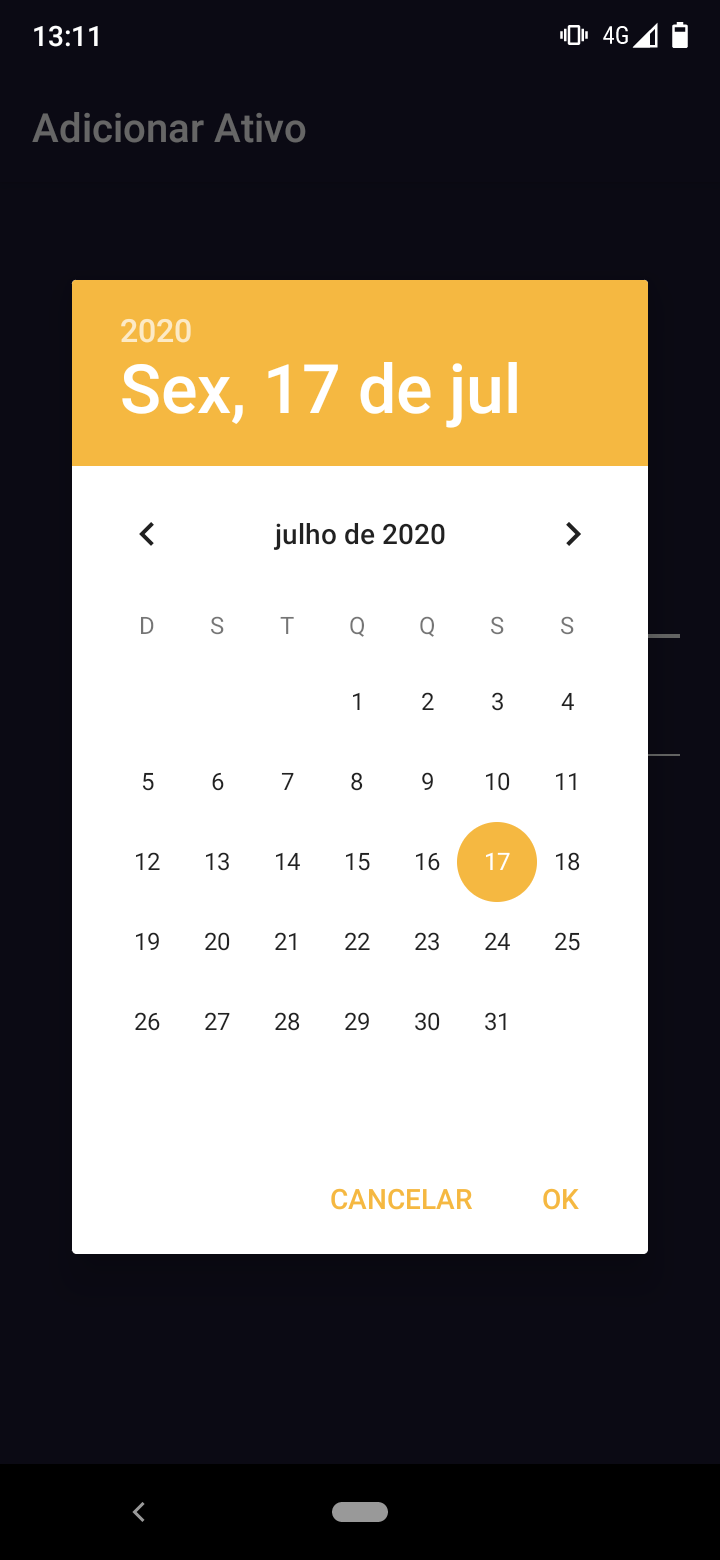 13:11 4G
Adicionar Ativo
2020
Sex, 17 de jul
julho de 2020
D S T Q Q S S
1 2 3 4
5 6 7 8 9 10 11
12 13 14 15 16 17 18
19 20 21 22 23 24 25
26 27 28 29 30 31
CANCELAR OK